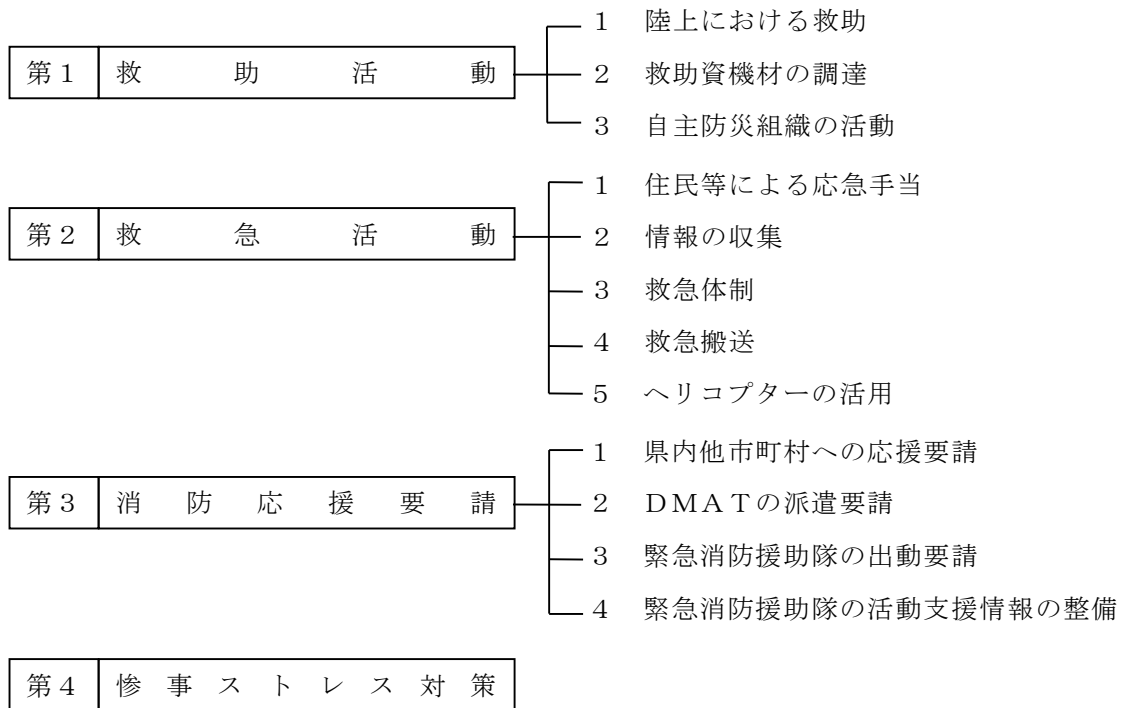 第１ 救助活動
１ 陸上における救助
２ 救助資機材の調達
３ 自主防災組織の活動
第２ 救急活動
１ 住民等による応急手当
２ 情報の収集
３ 救急体制
４ 救急搬送
５ ヘリコプターの活用
第３ 消防応援要請
１ 県内他市町村への応援要請
２ ＤＭＡＴの派遣要請
３ 緊急消防援助隊の出動要請
４ 緊急消防援助隊の活動支援情報の整備
第４ 惨事ストレス対策